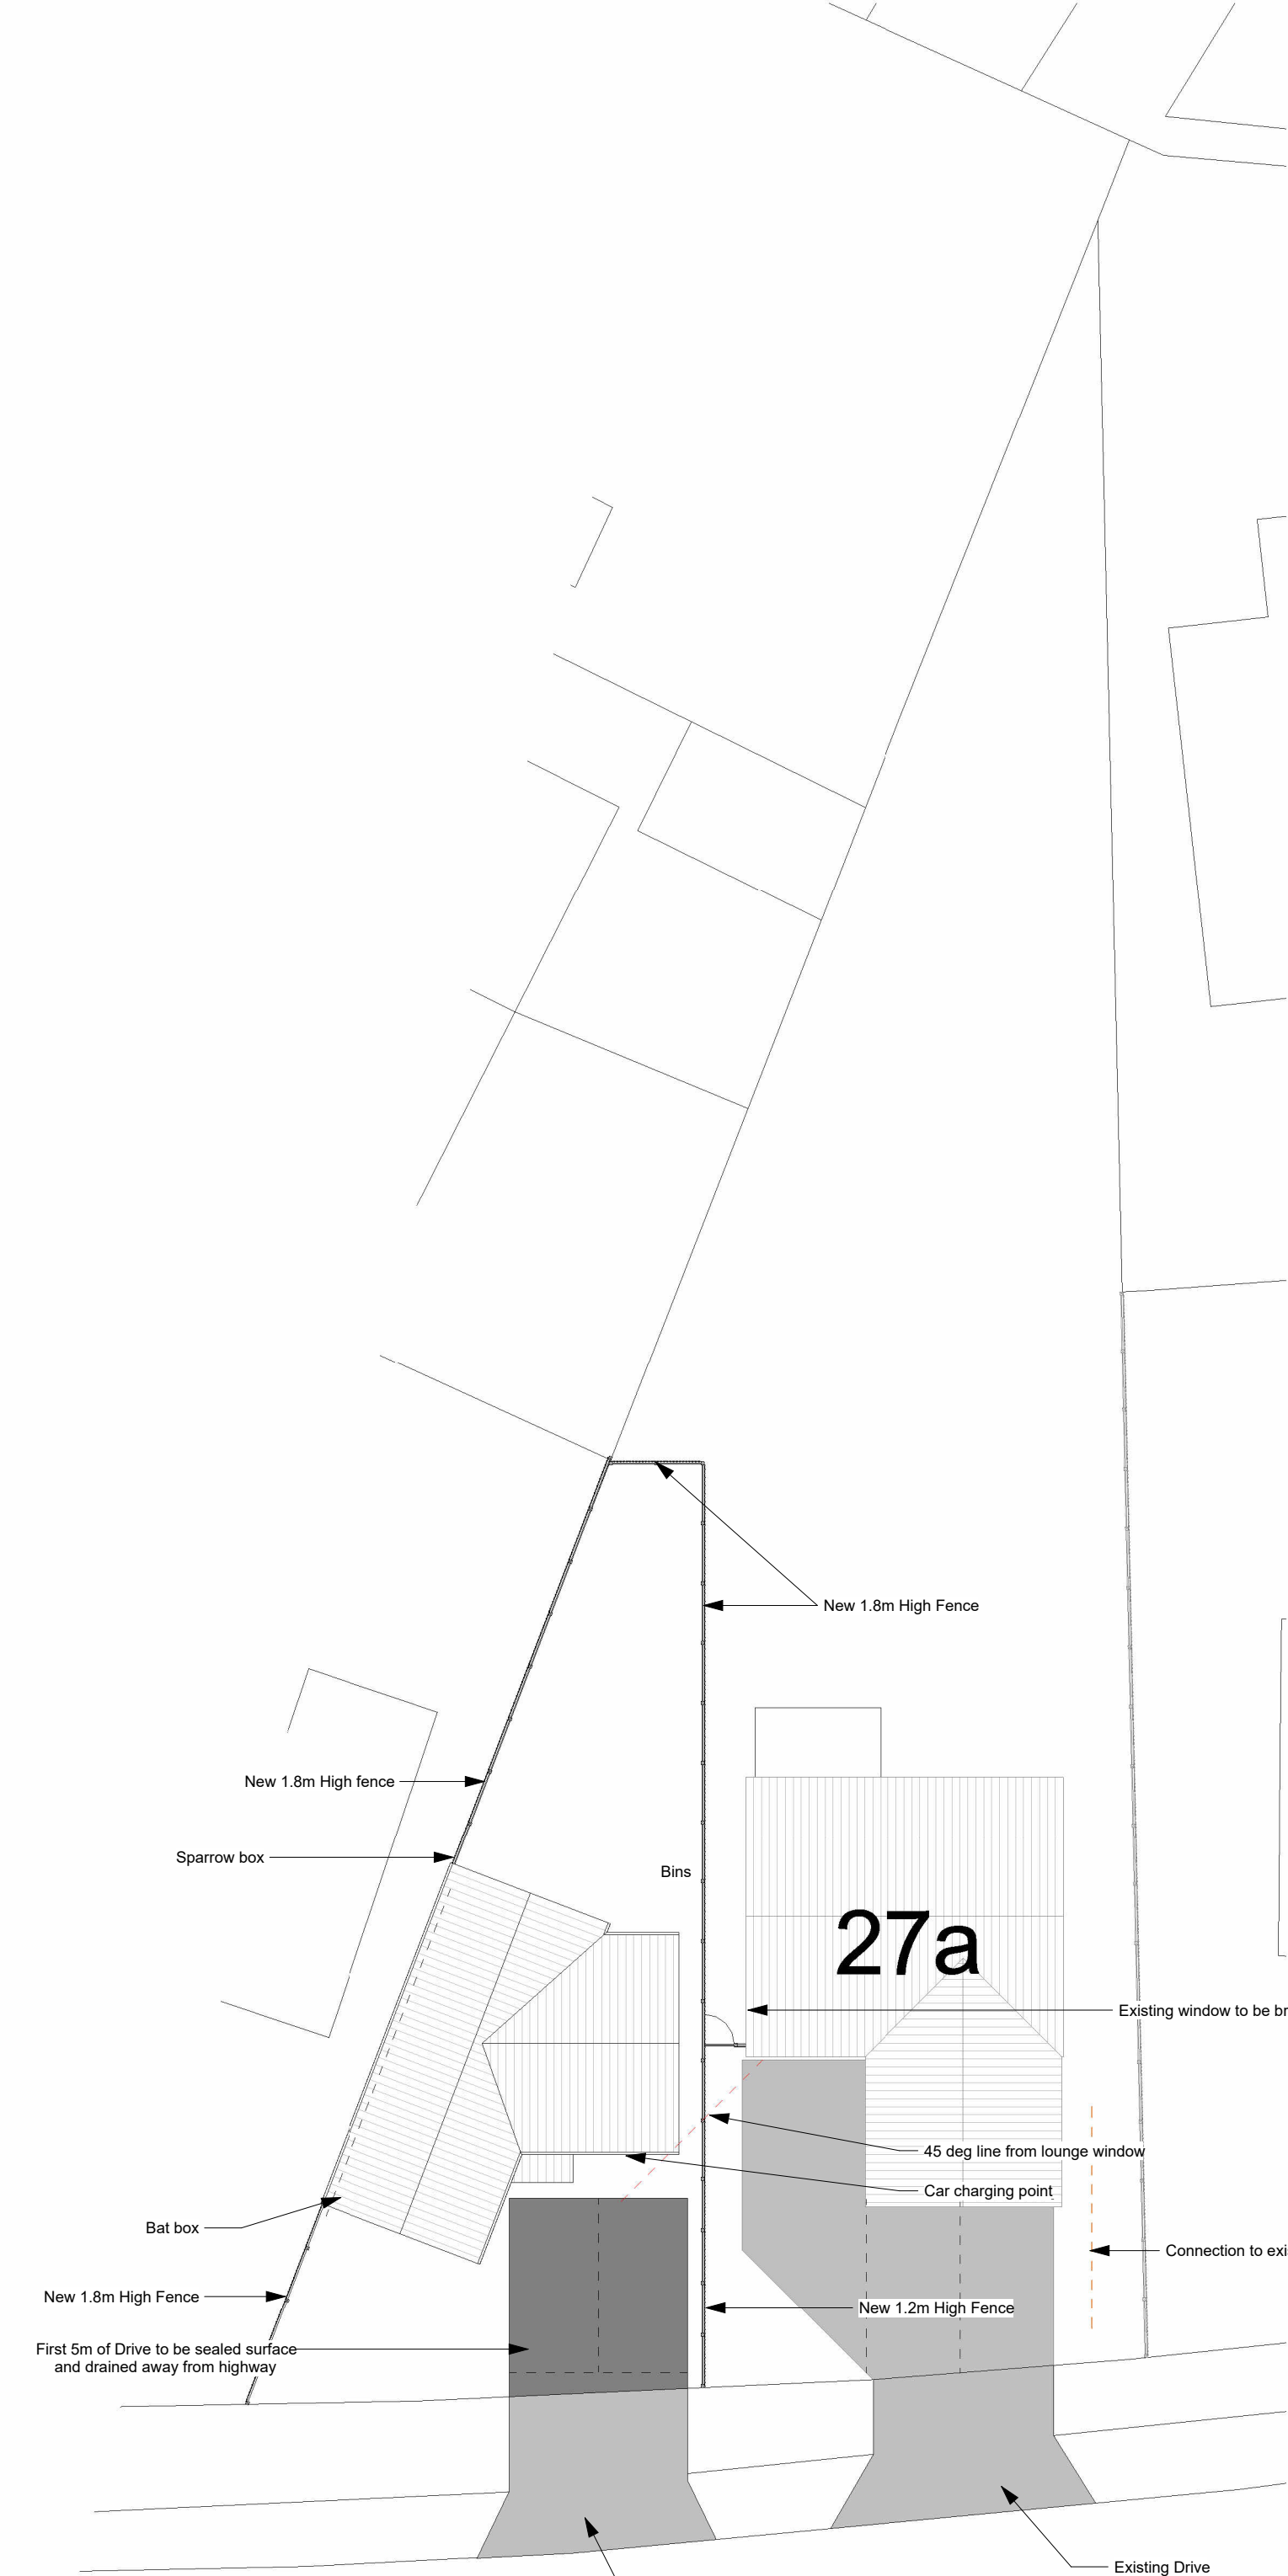 New 1.8m High Fence
New 1.8m High fence
Sparrow box
Bins
27a
Existing window to be br
45 deg line from lounge window
Car charging point
Bat box
Connection to exi
New 1.8m High Fence
New 1.2m High Fence
First 5m of Drive to be sealed surface
and drained away from highway
Existing Drive